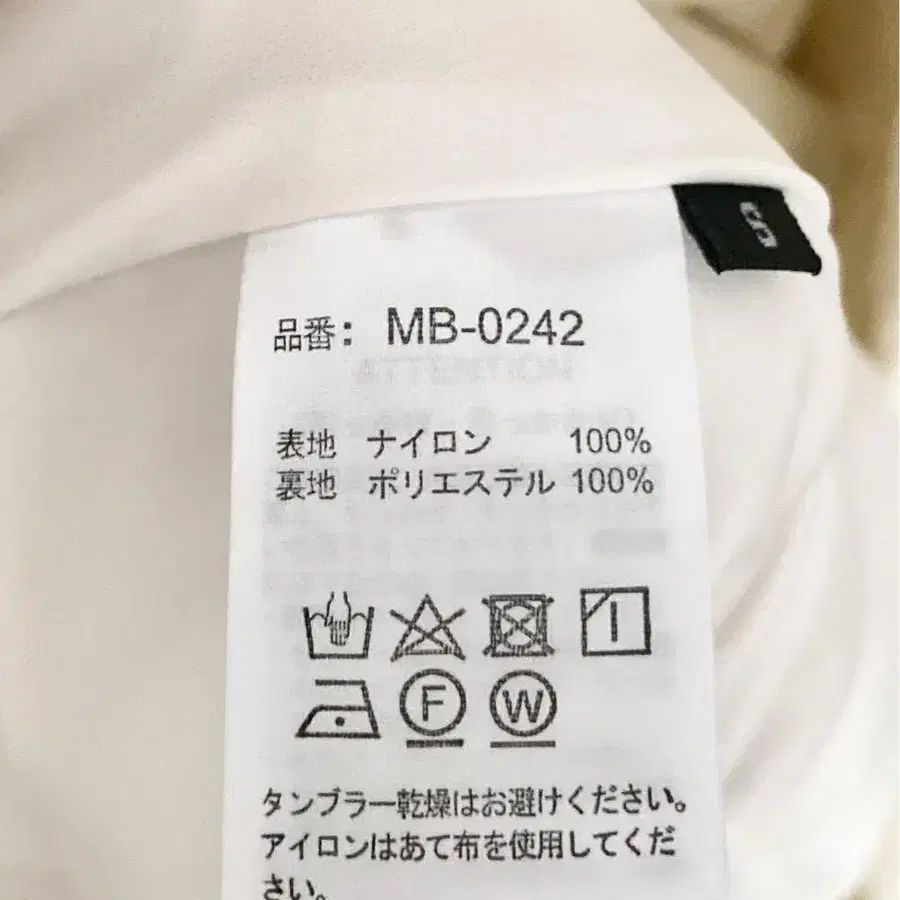 品番: MB-0242
表地 ナイロン 100%
裏地 ポリエステル 100%
F W
タンブラー乾燥はお避けください。
アイロンはあて布を使用してくだ
さい。